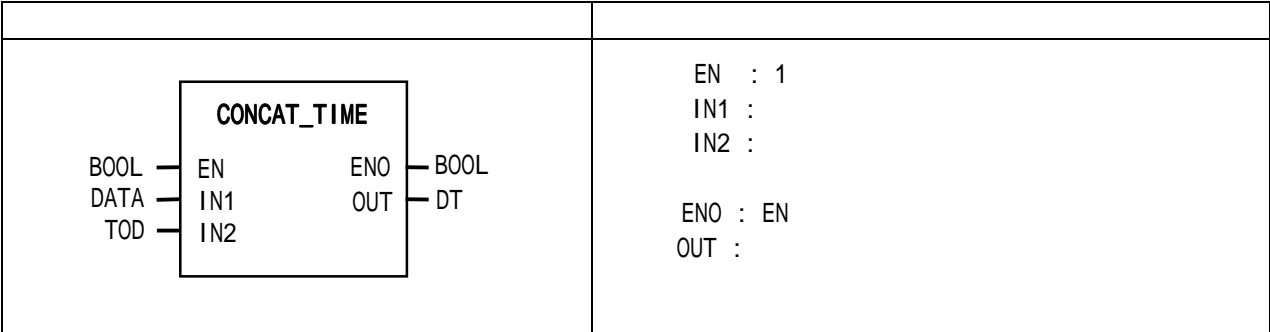 CONCAT_TIME
BOOL EN ENO BOOL
DATA IN1 OUT DT
TOD IN2
EN : 1
IN1 :
IN2 :
ENO : EN
OUT :